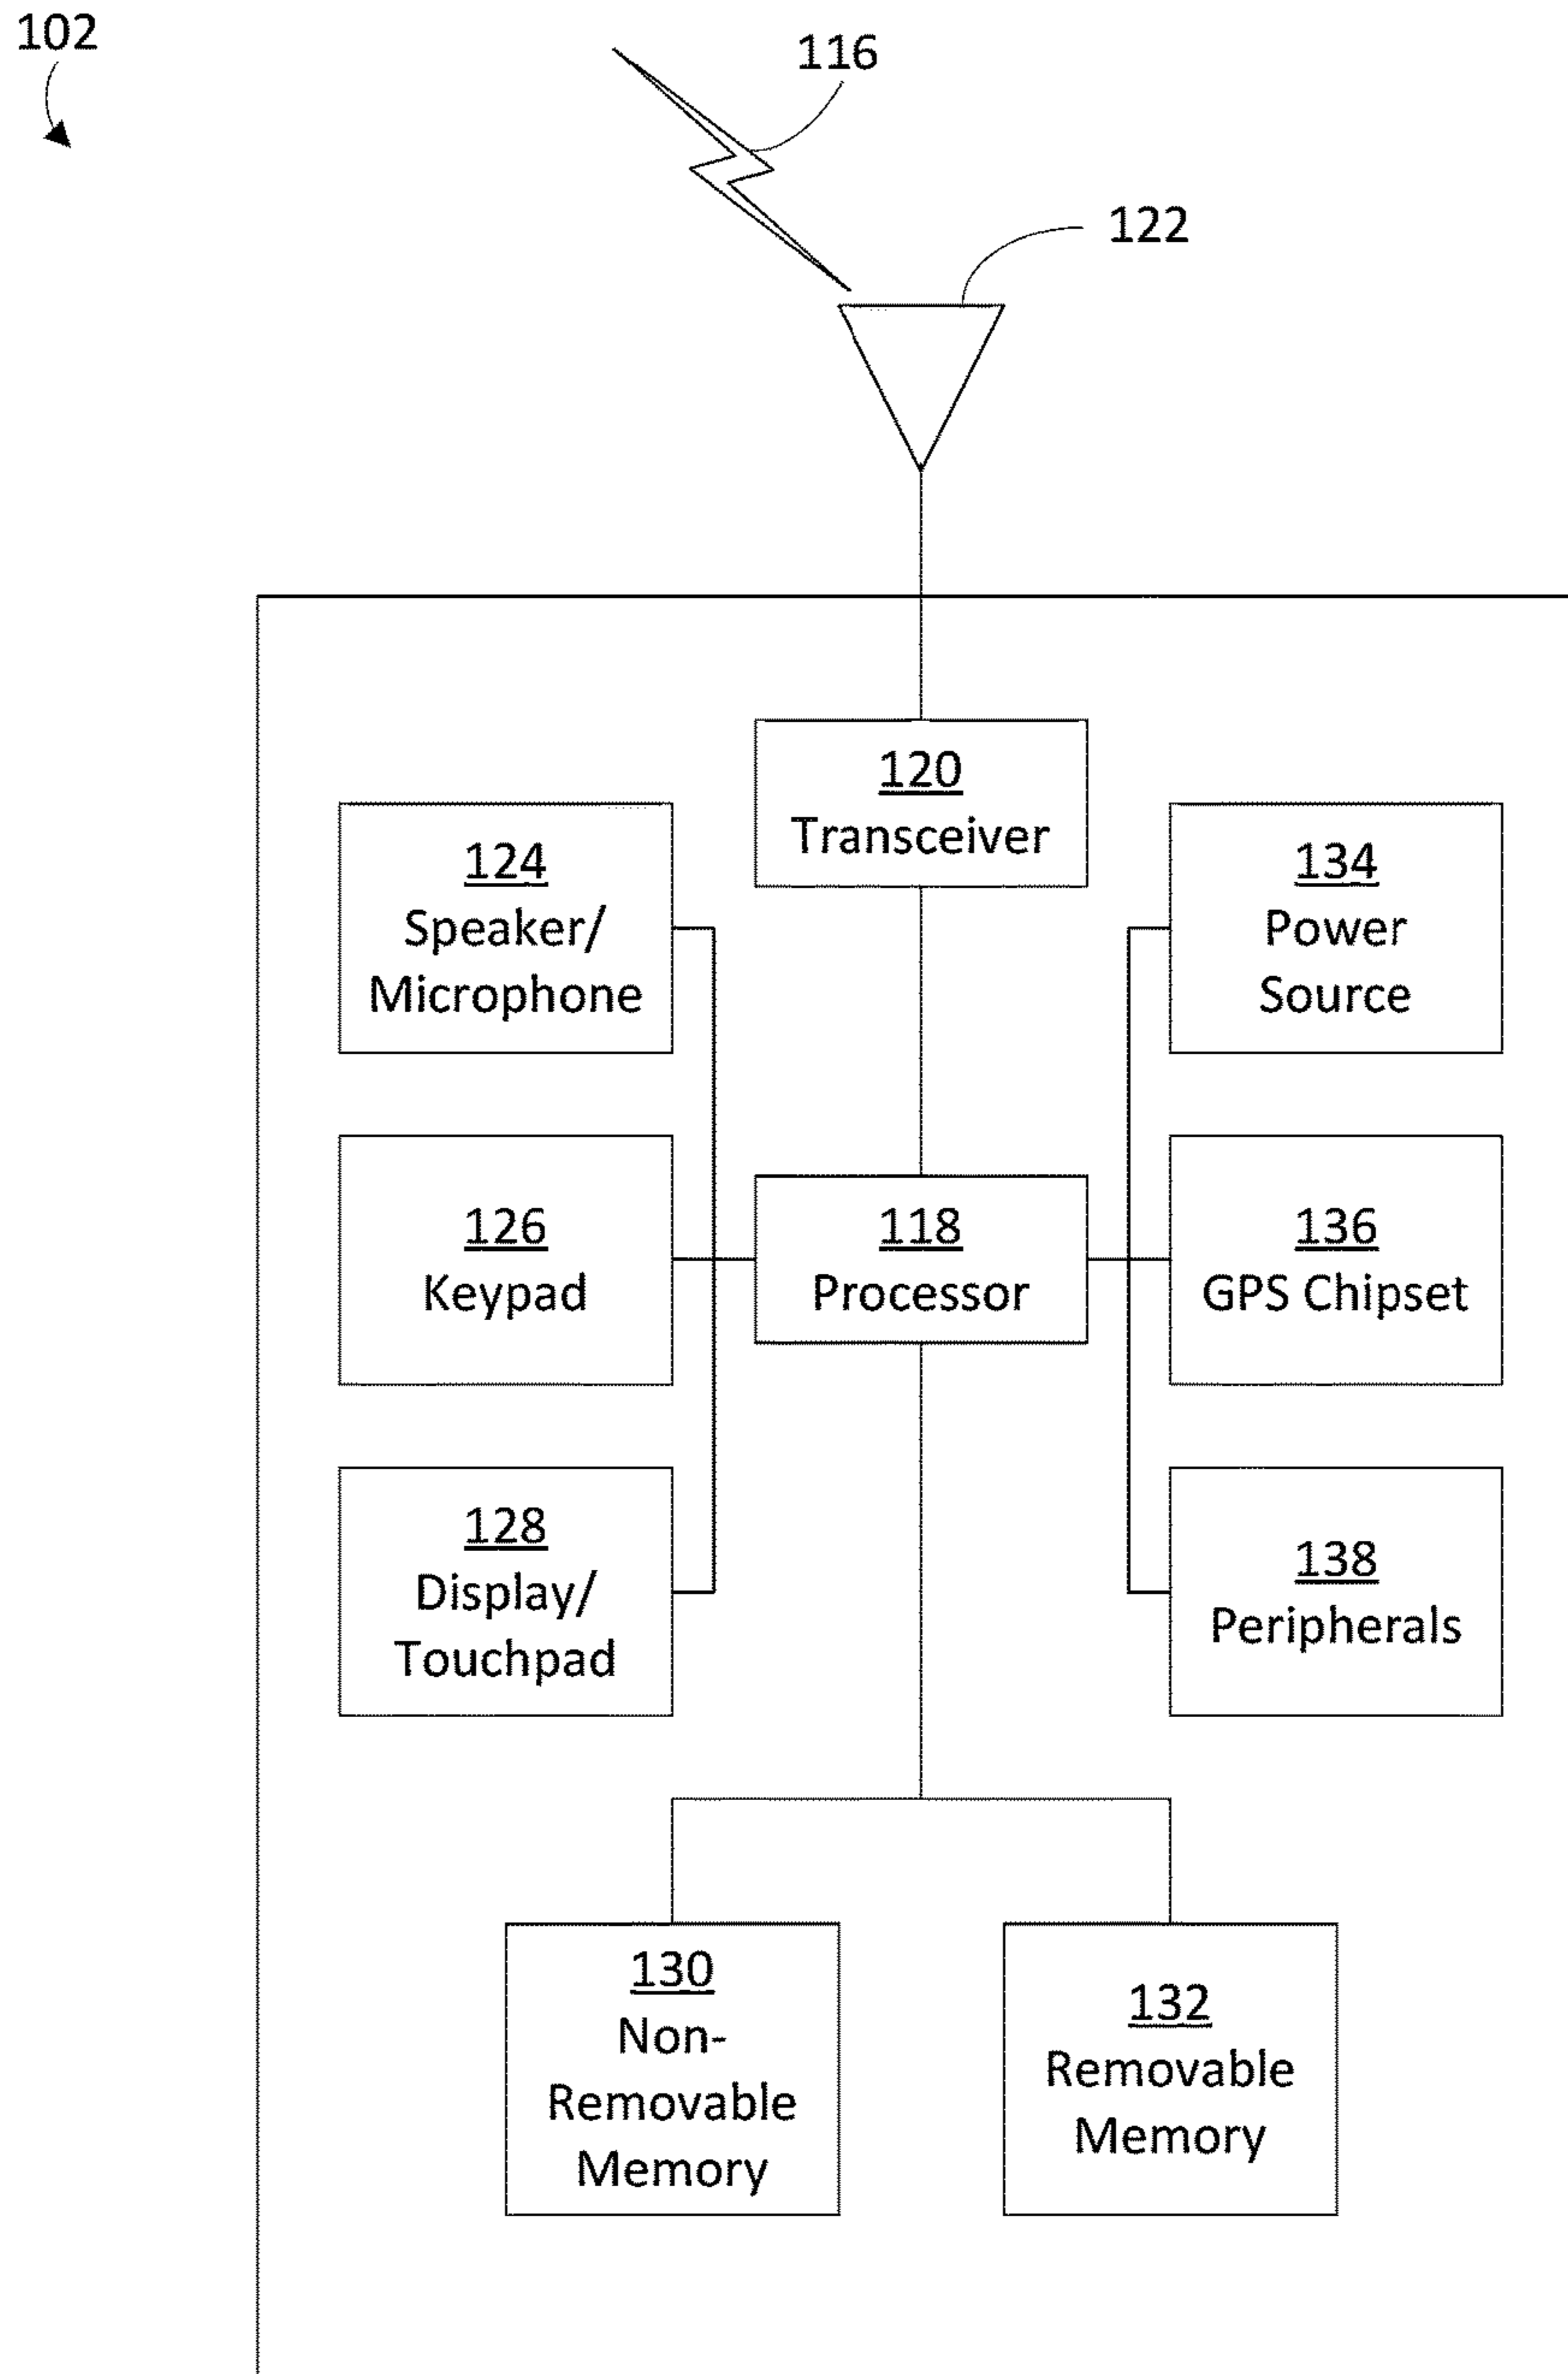 102
116
122
120
Transceiver
124
Speaker/
Microphone
134
Power
Source
126
Keypad
118
Processor
136
GPS Chipset
128
Display/
Touchpad
138
Peripherals
130
Non-
Removable
Memory
132
Removable
Memory